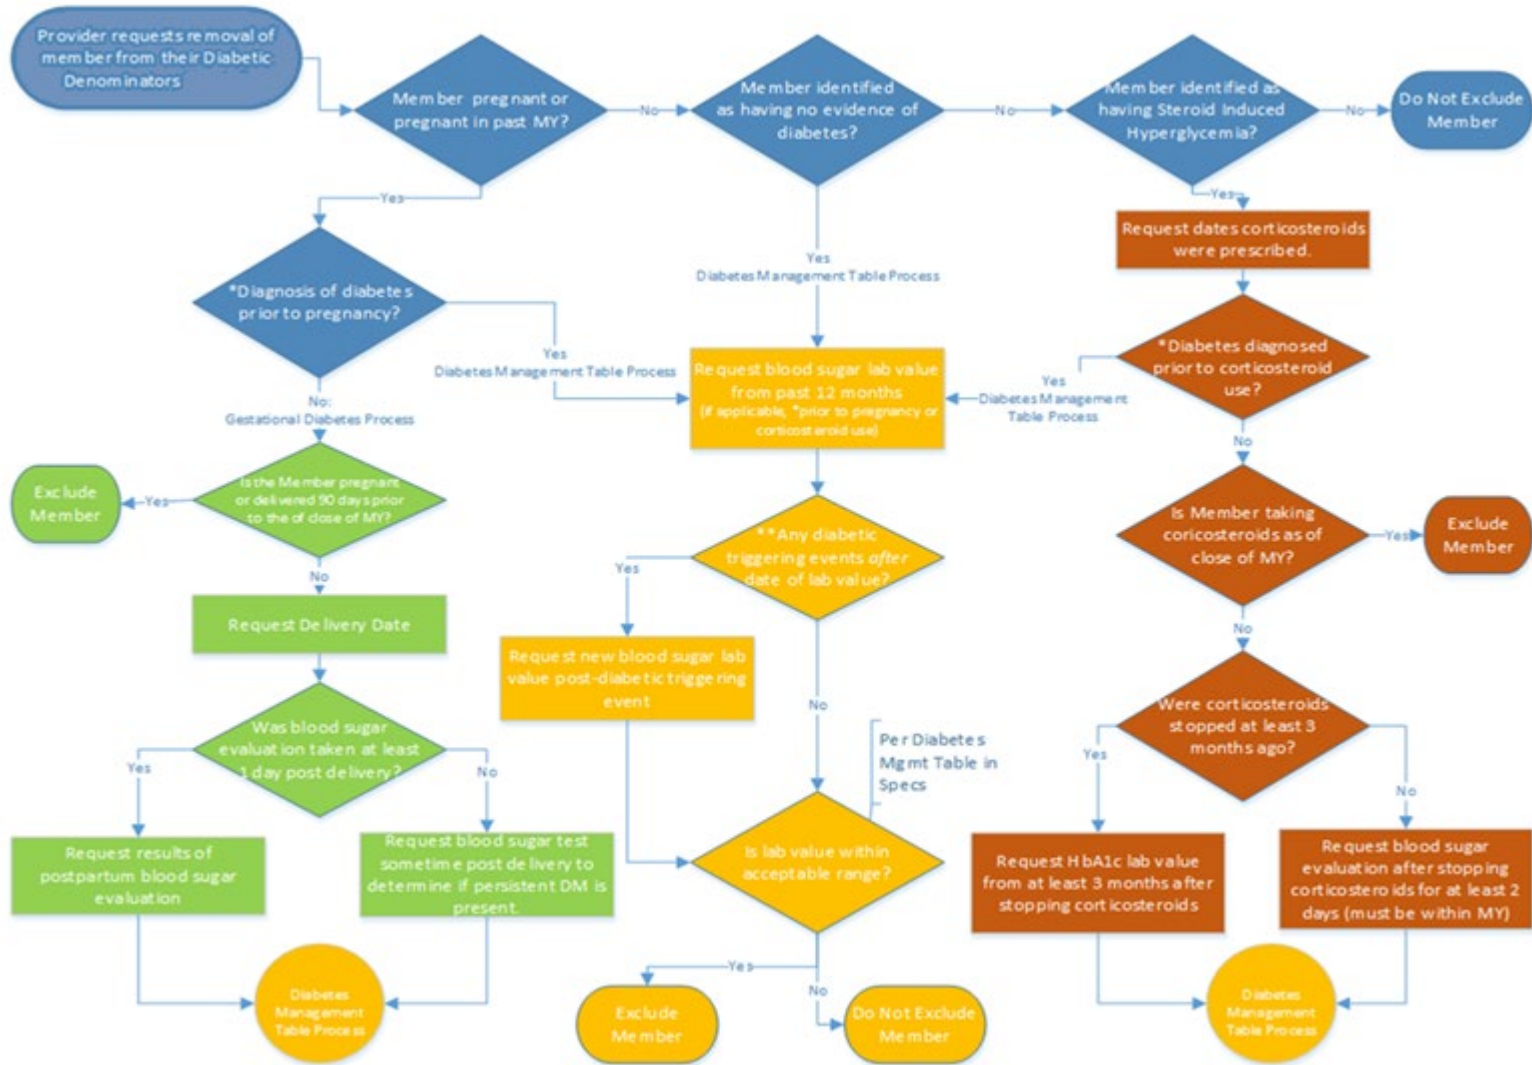 Provider requests removal of
member from their Diabetic
Denominators
Member pregnant or
pregnant in past MY?
No
Member identified
as having no evidence of
diabetes?
No
Member identified as
having Steroid Induced
Hyperglycemia?
No
Do Not Exclude
Member
Yes
Yes
Diabetes Management Table Process
Yes
Request dates corticosteroids
were prescribed.
*Diagnosis of diabetes
prior to pregnancy?
Yes
Diabetes Management Table Process
Request blood sugar lab value
from past 12 months
(if applicable, *prior to pregnancy or
corticosteroid use)
Yes
Diabetes Management
Table Process
*Diabetes diagnosed
prior to corticosteroid
use?
No:
Gestational Diabetes Process
No
Exclude
Member
Yes
Is the Member pregnant
or delivered 90 days prior
to the of close of MY?
**Any diabetic
triggering events after
date of lab value?
Is Member taking
coricosteroids as of
close of MY?
Yes
Exclude
Member
No
Yes
No
Request Delivery Date
Request new blood sugar lab
value post-diabetic triggering
event
No
Was blood sugar
evaluation taken at least
1 day post delivery?
Yes
No
Per Diabetes
Mgmt Table in
Specs
Were corticosteroids
stopped at least 3
months ago?
Yes
No
Request results of
postpartum blood sugar
evaluation
Request blood sugar test
sometime post delivery to
determine if persistent DM is
present.
Is lab value within
acceptable range?
Request HbA1c lab value
from at least 3 months after
stopping corticosteroids
Request blood sugar
evaluation after stopping
corticosteroids for at least 2
days (must be within MY)
Diabetes
Management
Table Process
Yes
No
Exclude
Member
Do Not Exclude
Member
Diabetes
Management
Table Process